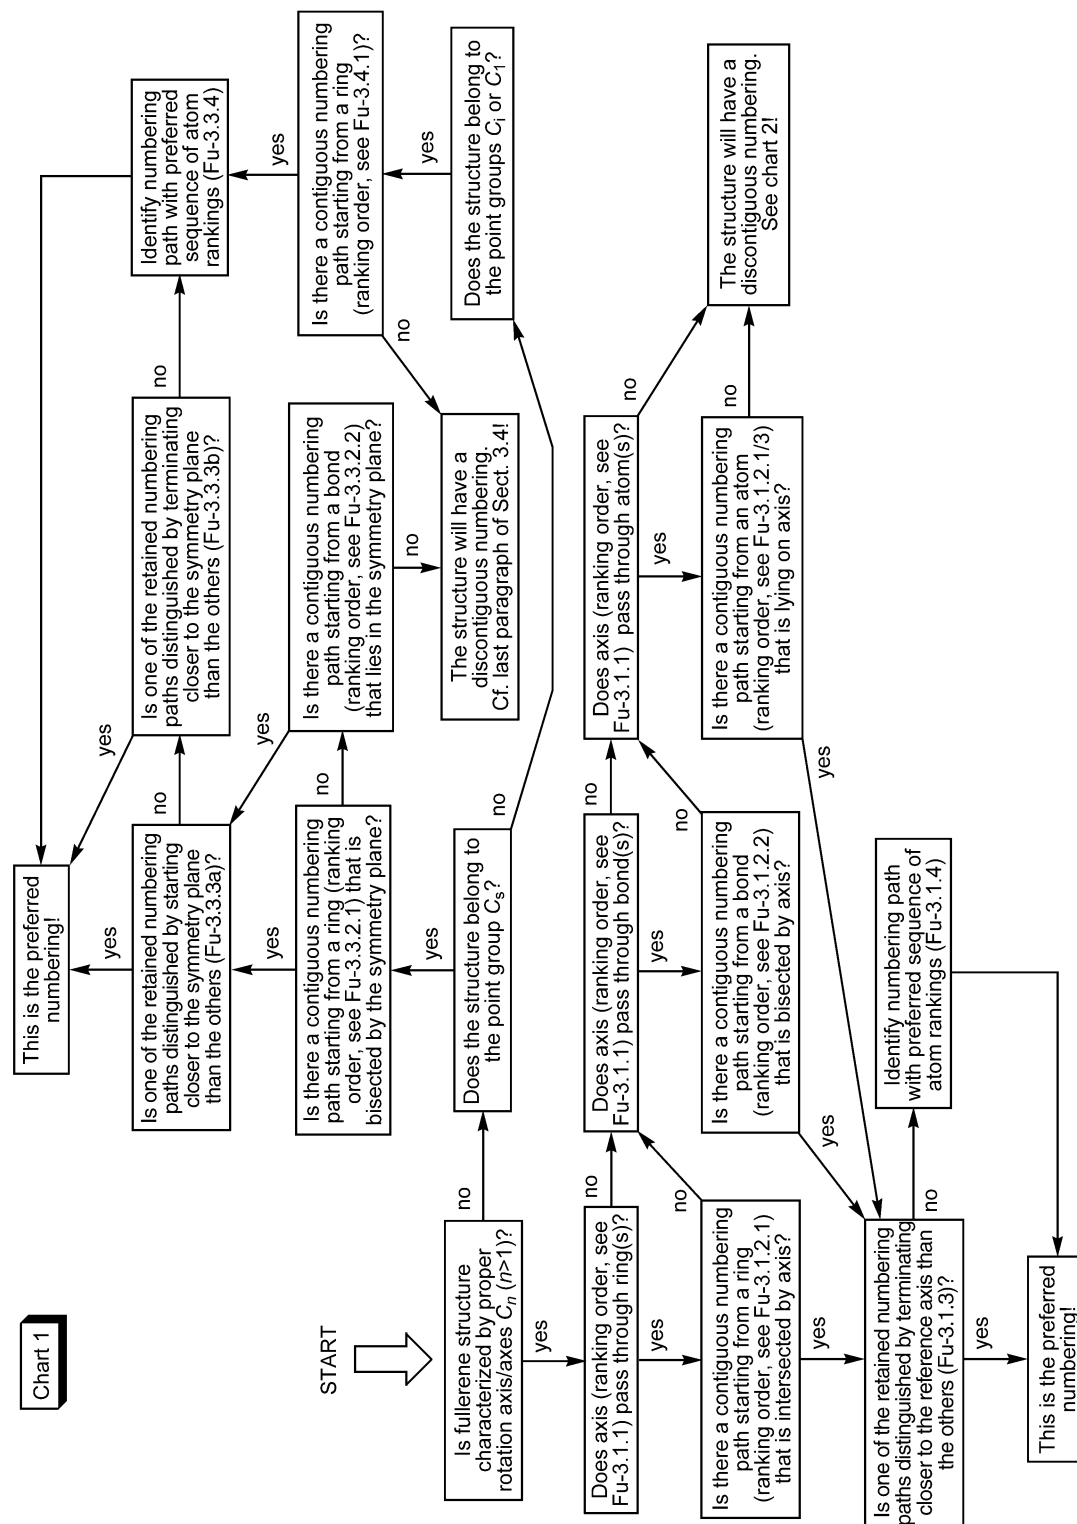 Chart 1
START
Is fullerene structure
characterized by proper
rotation axis/axes Cn (n>1)?
yes
no
Does axis (ranking order, see
Fu-3.1.1) pass through ring(s)?
yes
no
Is there a contiguous numbering
path starting from a ring
(ranking order, see Fu-3.1.2.1)
that is intersected by axis?
yes
no
Is one of the retained numbering
paths distinguished by terminating
closer to the reference axis than
the others (Fu-3.1.3)?
yes
no
This is the preferred
numbering!
Identify numbering path
with preferred sequence of
atom rankings (Fu-3.1.4)
Does axis (ranking order, see
Fu-3.1.1) pass through bond(s)?
yes
no
Is there a contiguous numbering
path starting from a bond
(ranking order, see Fu-3.1.2.2)
that is bisected by axis?
yes
no
Does axis (ranking order, see
Fu-3.1.1) pass through atom(s)?
yes
no
Is there a contiguous numbering
path starting from an atom
(ranking order, see Fu-3.1.2.1/3)
that is lying on axis?
yes
no
The structure will have a
discontiguous numbering.
See chart 2!
Does the structure belong to
the point group Cs?
yes
no
Is there a contiguous numbering
path starting from a ring (ranking
order, see Fu-3.3.2.1) that is
bisected by the symmetry plane?
yes
no
Is one of the retained numbering
paths distinguished by starting
closer to the symmetry plane
than the others (Fu-3.3.3a)?
yes
no
This is the preferred
numbering!
Is there a contiguous numbering
path starting from a bond
(ranking order, see Fu-3.3.2.2)
that lies in the symmetry plane?
yes
no
The structure will have a
discontiguous numbering.
Cf. last paragraph of Sect. 3.4!
Is one of the retained numbering
paths distinguished by terminating
closer to the symmetry plane
than the others (Fu-3.3.3b)?
yes
no
Identify numbering
path with preferred
sequence of atom
rankings (Fu-3.3.4)
Does the structure belong to
the point groups Ci or C1?
yes
Is there a contiguous numbering
path starting from a ring
(ranking order, see Fu-3.4.1)?
yes
no